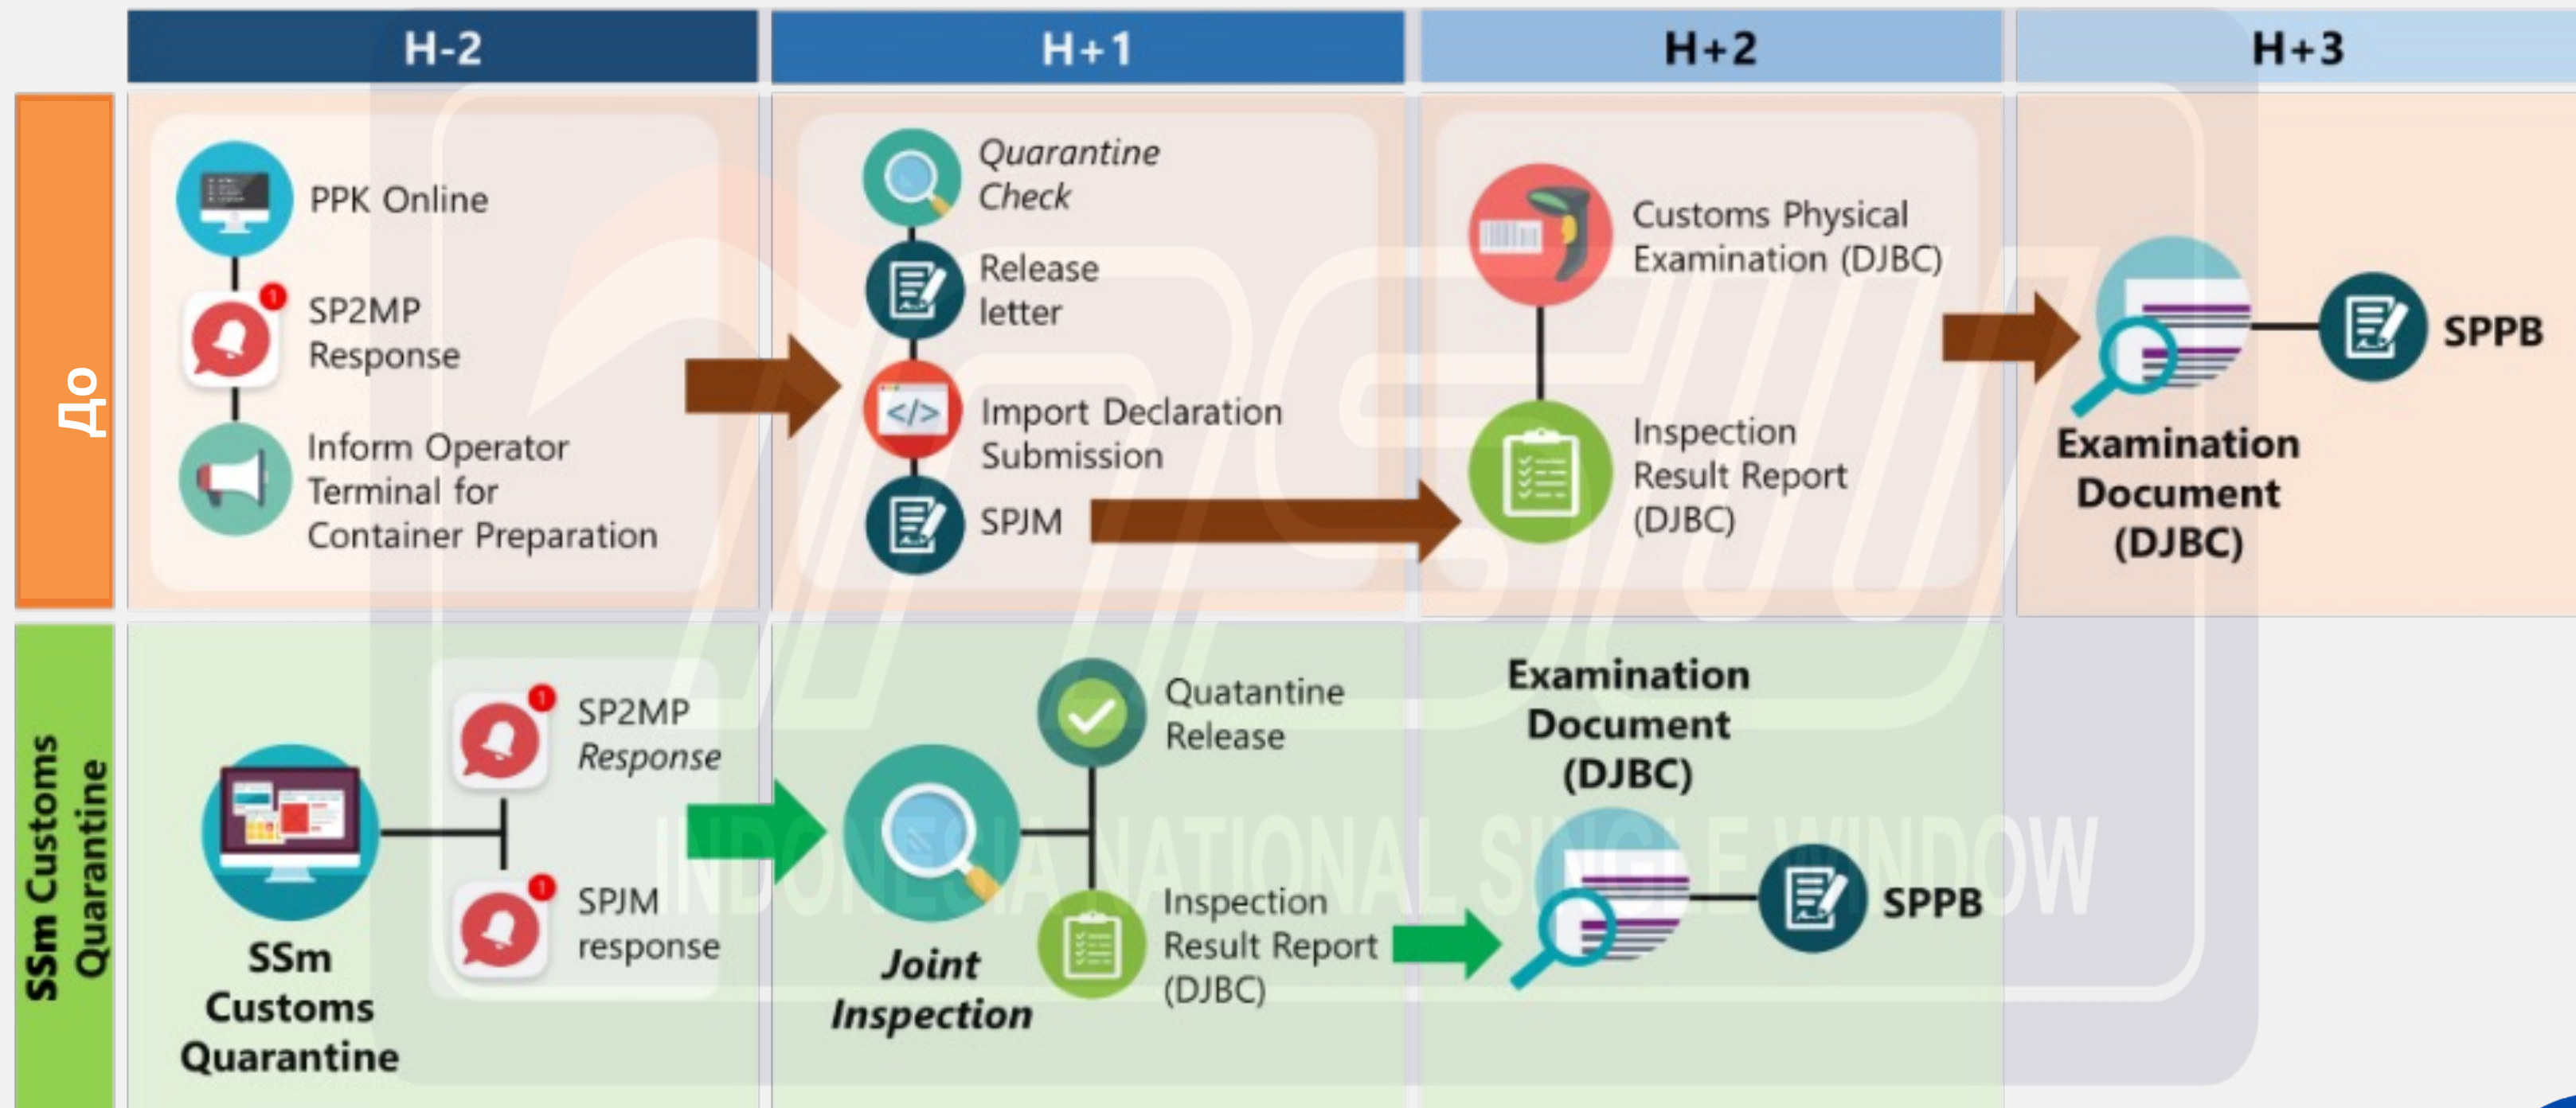 H-2
H+1
H+2
H+3
До
PPK Online
SP2MP
Response
Inform Operator
Terminal for
Container Preparation
Quarantine
Check
Release
letter
Import Declaration
Submission
SPJM
Customs Physical
Examination (DJBC)
Inspection
Result Report
(DJBC)
Examination
Document
(DJBC)
SPPB
SSm Customs
Quarantine
SSm
Customs
Quarantine
SP2MP
Response
SPJM
response
Joint
Inspection
Quatantine
Release
Inspection
Result Report
(DJBC)
Examination
Document
(DJBC)
SPPB
INSW
INDONESIA NATIONAL SINGLE WINDOW